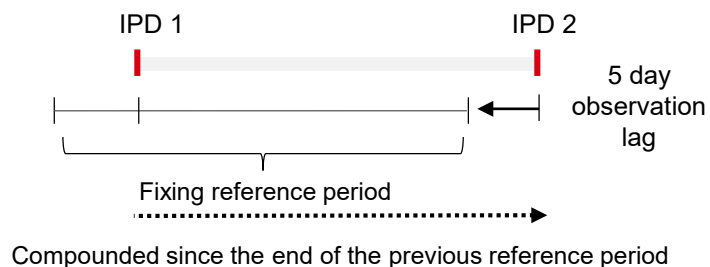 IPD 1
IPD 2
5 day
observation
lag
Fixing reference period
Compounded since the end of the previous reference period